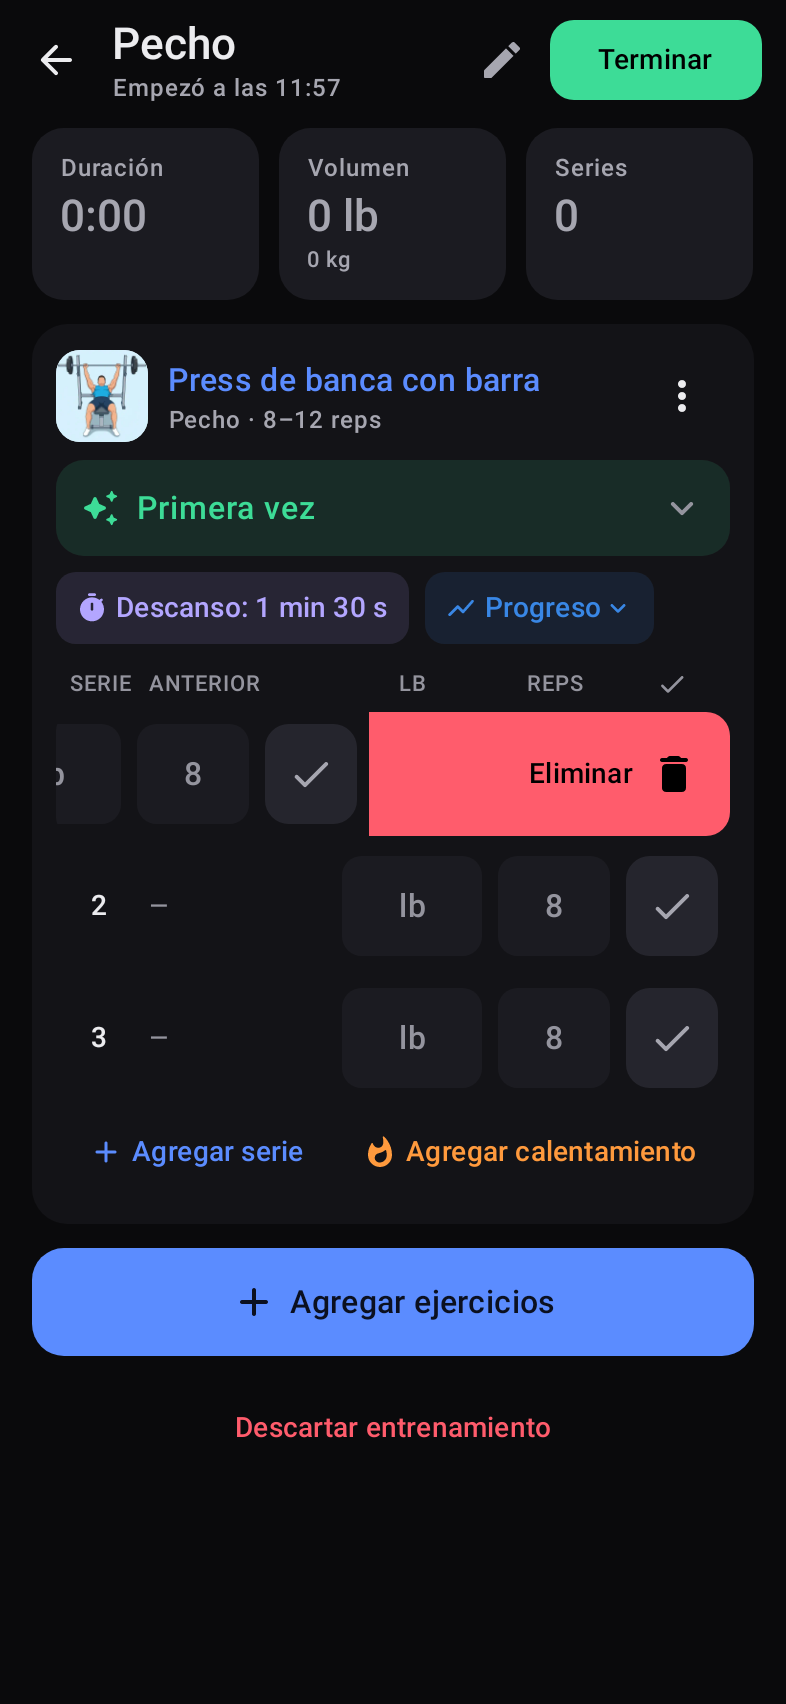 Pecho
Empezó a las 11:57
Terminar
Duración
0:00
Volumen
0 lb
0 kg
Series
0
Press de banca con barra
Pecho · 8–12 reps
Primera vez
Descanso: 1 min 30 s
Progreso
SERIE ANTERIOR LB REPS
8
Eliminar
2 – lb 8
3 – lb 8
Agregar serie
Agregar calentamiento
Agregar ejercicios
Descartar entrenamiento